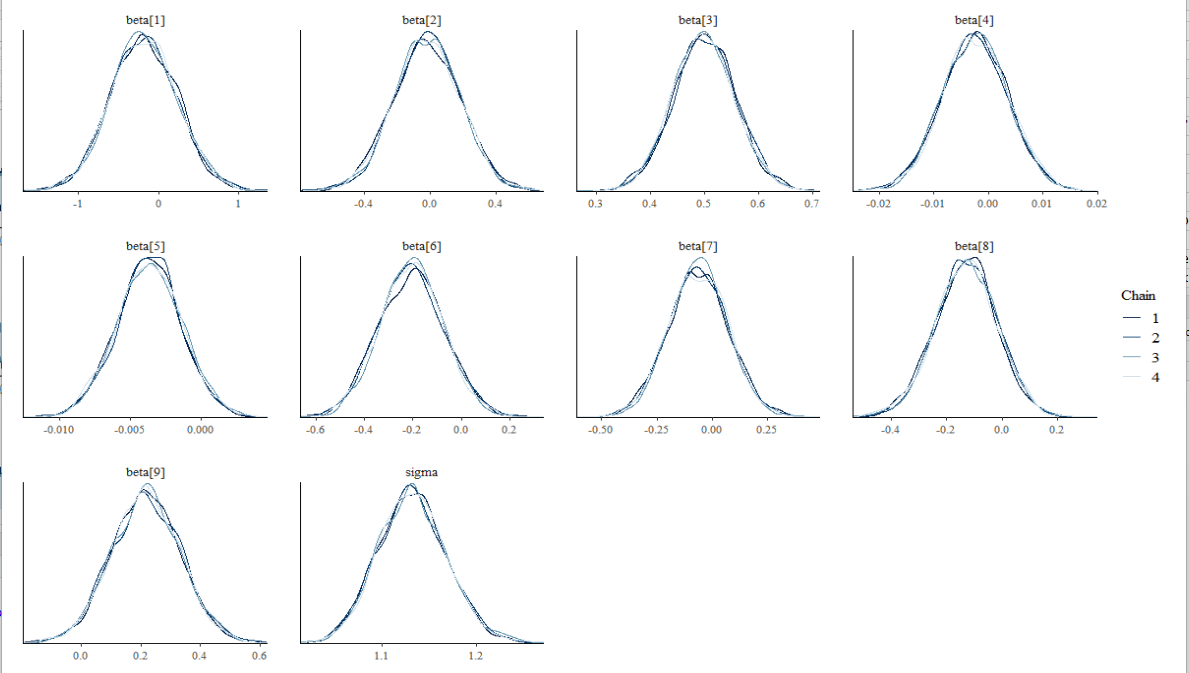 beta[1] beta[2] beta[3] beta[4]
-1 0 1 -0.4 0.0 0.4 0.3 0.4 0.5 0.6 0.7 -0.02 -0.01 0.00 0.01 0.02
beta[5] beta[6] beta[7] beta[8]
-0.010 -0.005 0.000 -0.6 -0.4 -0.2 0.0 0.2 -0.50 -0.25 0.00 0.25 -0.4 -0.2 0.0 0.2
beta[9] sigma
0.0 0.2 0.4 0.6 1.1 1.2
Chain
1
2
3
4